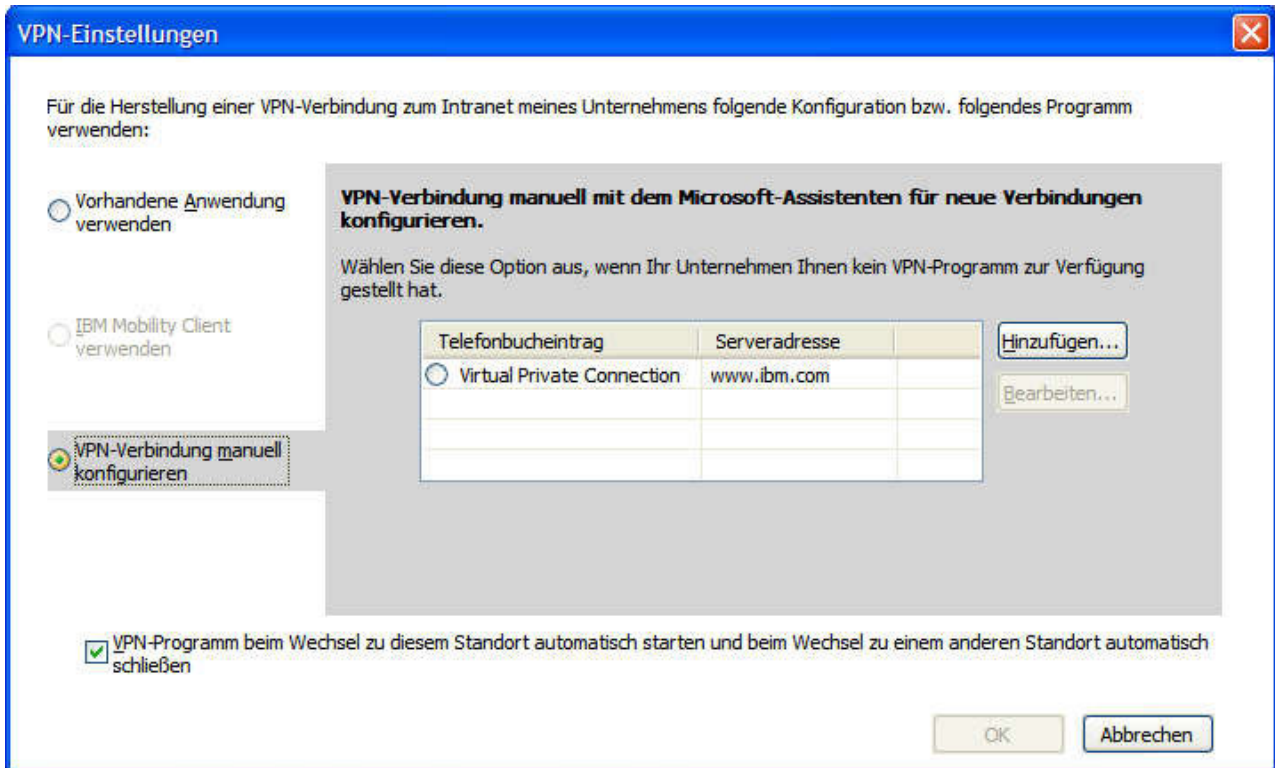 VPN-Einstellungen
Für die Herstellung einer VPN-Verbindung zum Intranet meines Unternehmens folgende Konfiguration bzw. folgendes Programm
verwenden:
Vorhandene Anwendung
verwenden
IBM Mobility Client
verwenden
VPN-Verbindung manuell
konfigurieren
VPN-Verbindung manuell mit dem Microsoft-Assistenten für neue Verbindungen
konfigurieren.
Wählen Sie diese Option aus, wenn Ihr Unternehmen Ihnen kein VPN-Programm zur Verfügung
gestellt hat.
Telefonbucheintrag Serveradresse
Virtual Private Connection www.ibm.com
Hinzufügen...
Bearbeiten...
VPN-Programm beim Wechsel zu diesem Standort automatisch starten und beim Wechsel zu einem anderen Standort automatisch
schließen
OK Abbrechen